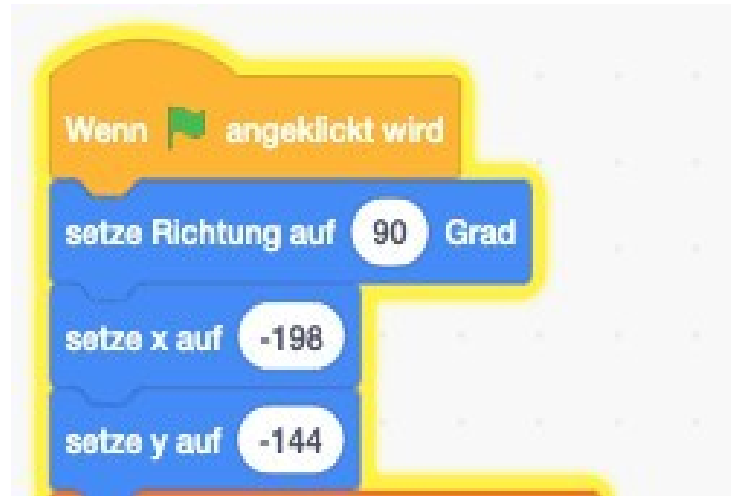 Wenn angeklickt wird
setze Richtung auf 90 Grad
setze x auf -198
setze y auf -144